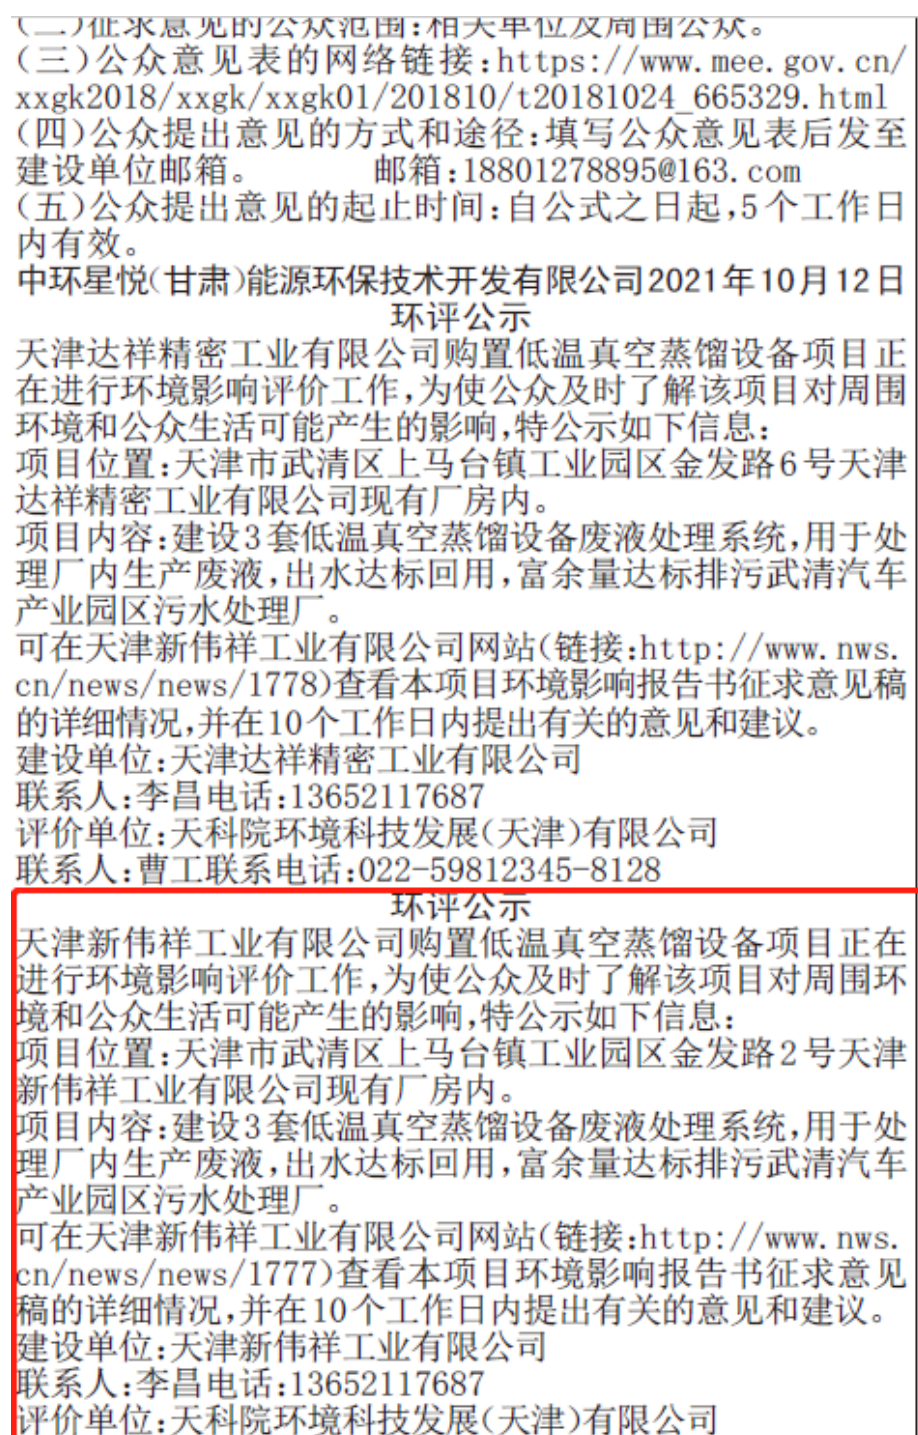 (二)征求意见的公众范围:相关单位及周围公众。
(三)公众意见表的网络链接:https://www.mee.gov.cn/
xxgk2018/xxgk/xxgk01/201810/t20181024_665329.html
(四)公众提出意见的方式和途径:填写公众意见表后发至
建设单位邮箱。 邮箱:18801278895@163.com
(五)公众提出意见的起止时间:自公式之日起,5个工作日
内有效。
中环星悦(甘肃)能源环保技术开发有限公司2021年10月12日
环评公示
天津达祥精密工业有限公司购置低温真空蒸馏设备项目正
在进行环境影响评价工作,为使公众及时了解该项目对周围
环境和公众生活可能产生的影响,特公示如下信息:
项目位置:天津市武清区上马台镇工业园区金发路6号天津
达祥精密工业有限公司现有厂房内。
项目内容:建设3套低温真空蒸馏设备废液处理系统,用于处
理厂内生产废液,出水达标回用,富余量达标排污武清汽车
产业园区污水处理厂。
可在天津新伟祥工业有限公司网站(链接:http://www.nws.
cn/news/news/1778)查看本项目环境影响报告书征求意见稿
的详细情况,并在10个工作日内提出有关的意见和建议。
建设单位:天津达祥精密工业有限公司
联系人:李昌电话:13652117687
评价单位:天科院环境科技发展(天津)有限公司
联系人:曹工联系电话:022-59812345-8128
环评公示
天津新伟祥工业有限公司购置低温真空蒸馏设备项目正在
进行环境影响评价工作,为使公众及时了解该项目对周围环
境和公众生活可能产生的影响,特公示如下信息:
项目位置:天津市武清区上马台镇工业园区金发路2号天津
新伟祥工业有限公司现有厂房内。
项目内容:建设3套低温真空蒸馏设备废液处理系统,用于处
理厂内生产废液,出水达标回用,富余量达标排污武清汽车
产业园区污水处理厂。
可在天津新伟祥工业有限公司网站(链接:http://www.nws.
cn/news/news/1777)查看本项目环境影响报告书征求意见
稿的详细情况,并在10个工作日内提出有关的意见和建议。
建设单位:天津新伟祥工业有限公司
联系人:李昌电话:13652117687
评价单位:天科院环境科技发展(天津)有限公司